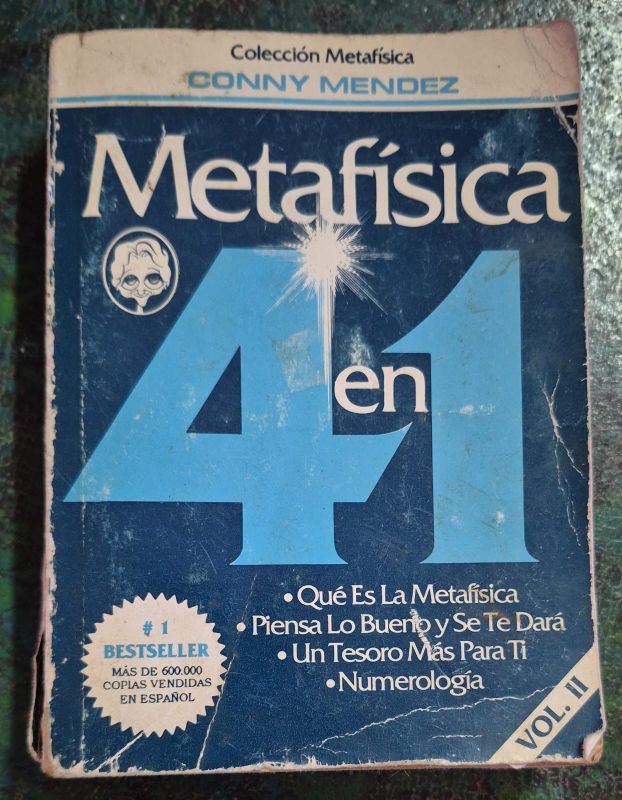 Colección Metafísica
CONNY MENDEZ
Metafísica
4 en 1
• Qué Es La Metafísica
• Piensa Lo Bueno y Se Te Dará
• Un Tesoro Más Para Ti
• Numerología
# 1
BESTSELLER
MÁS DE 600.000
COPIAS VENDIDAS
EN ESPAÑOL
VOL. II